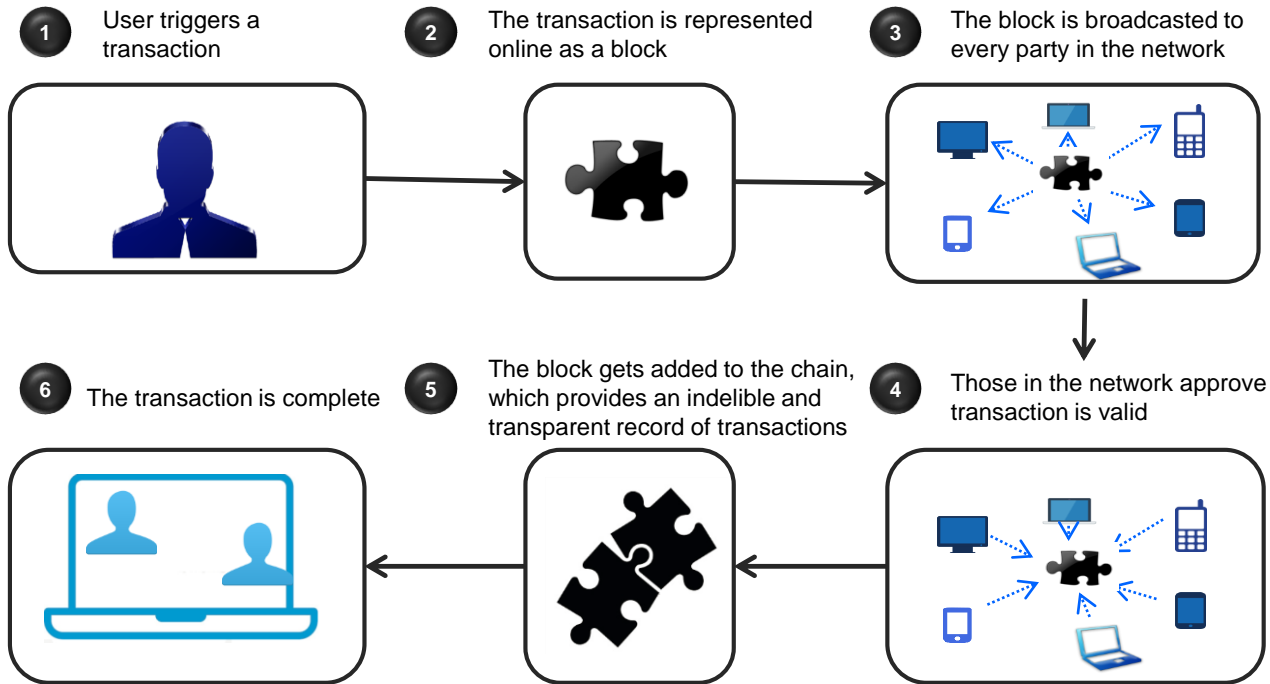 1
User triggers a
transaction
2
The transaction is represented
online as a block
3
The block is broadcasted to
every party in the network
4
Those in the network approve
transaction is valid
5
The block gets added to the chain,
which provides an indelible and
transparent record of transactions
6
The transaction is complete